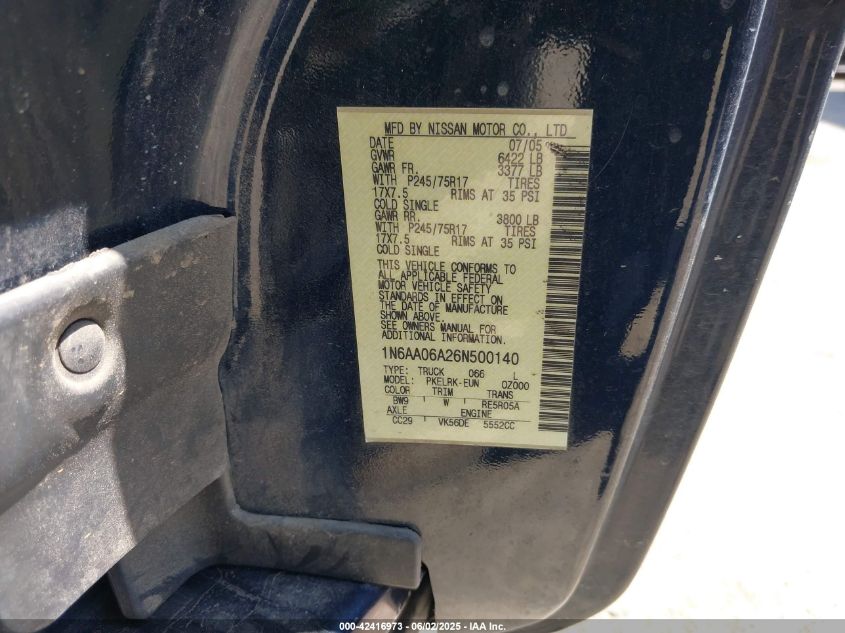 MFD BY NISSAN MOTOR CO., LTD
DATE 07/05
GVWR 6422 LB
GAWR FR. 3377 LB
WITH P245/75R17 TIRES
17X7.5 RIMS AT 35 PSI
COLD SINGLE
GAWR RR. 3800 LB
WITH P245/75R17 TIRES
17X7.5 RIMS AT 35 PSI
COLD SINGLE
THIS VEHICLE CONFORMS TO
ALL APPLICABLE FEDERAL
MOTOR VEHICLE SAFETY
STANDARDS IN EFFECT ON
THE DATE OF MANUFACTURE
SHOWN ABOVE.
SEE OWNERS MANUAL FOR
ADDITIONAL INFORMATION.
1N6AA06A26N500140
TYPE: TRUCK 066 L
MODEL: PKELRK-EUN 0Z000
COLOR TRIM TRANS
BW9 W RE5R05A
AXLE ENGINE
CC29 VK56DE 5552CC
000-42416973 - 06/02/2025 - IAA Inc.